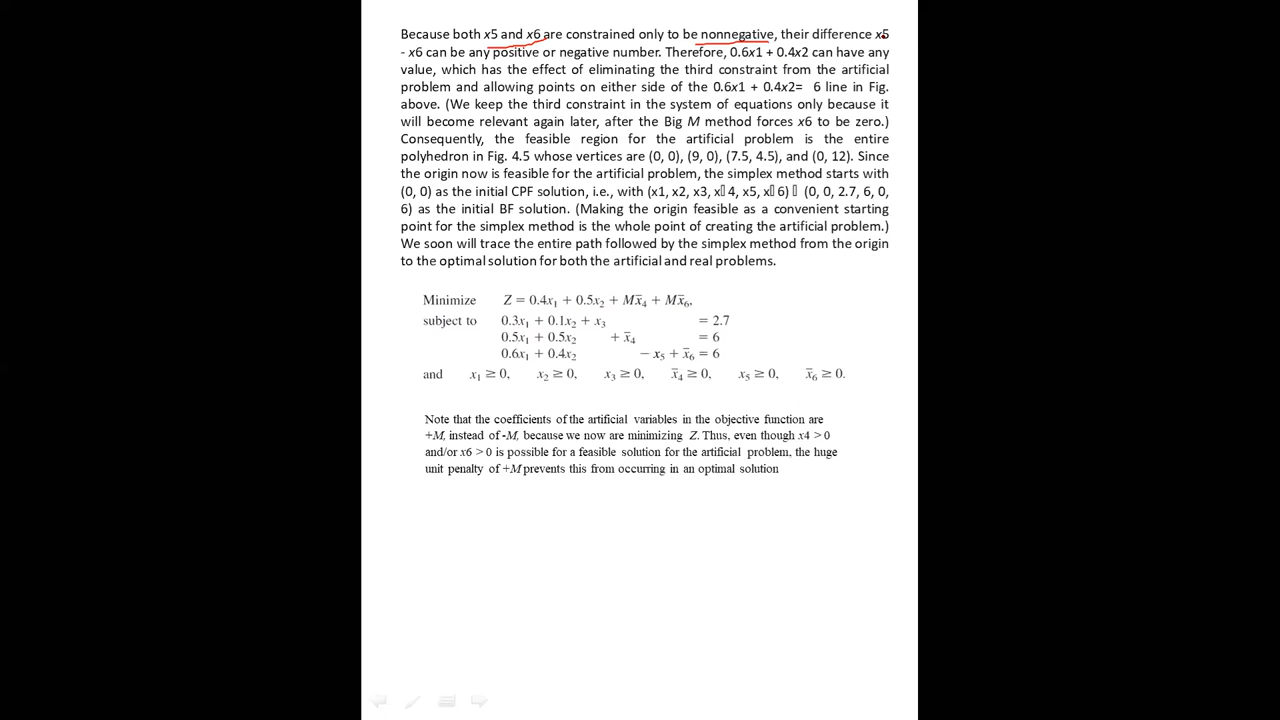 Because both x5 and x6 are constrained only to be nonnegative, their difference x5
- x6 can be any positive or negative number. Therefore, 0.6x1 + 0.4x2 can have any
value, which has the effect of eliminating the third constraint from the artificial
problem and allowing points on either side of the 0.6x1 + 0.4x2= 6 line in Fig.
above. (We keep the third constraint in the system of equations only because it
will become relevant again later, after the Big M method forces x6 to be zero.)
Consequently, the feasible region for the artificial problem is the entire
polyhedron in Fig. 4.5 whose vertices are (0, 0), (9, 0), (7.5, 4.5), and (0, 12). Since
the origin now is feasible for the artificial problem, the simplex method starts with
(0, 0) as the initial CPF solution, i.e., with (x1, x2, x3, x▯4, x5, x▯6) ▯ (0, 0, 2.7, 6, 0,
6) as the initial BF solution. (Making the origin feasible as a convenient starting
point for the simplex method is the whole point of creating the artificial problem.)
We soon will trace the entire path followed by the simplex method from the origin
to the optimal solution for both the artificial and real problems.
Minimize Z = 0.4x₁ + 0.5x₂ + Mx̄₄ + Mx̄₆,
subject to 0.3x₁ + 0.1x₂ + x₃ = 2.7
0.5x₁ + 0.5x₂ + x̄₄ = 6
0.6x₁ + 0.4x₂ − x₅ + x̄₆ = 6
and x₁ ≥ 0, x₂ ≥ 0, x₃ ≥ 0, x̄₄ ≥ 0, x₅ ≥ 0, x̄₆ ≥ 0.
Note that the coefficients of the artificial variables in the objective function are
+M, instead of -M, because we now are minimizing Z. Thus, even though x4 > 0
and/or x6 > 0 is possible for a feasible solution for the artificial problem, the huge
unit penalty of +M prevents this from occurring in an optimal solution